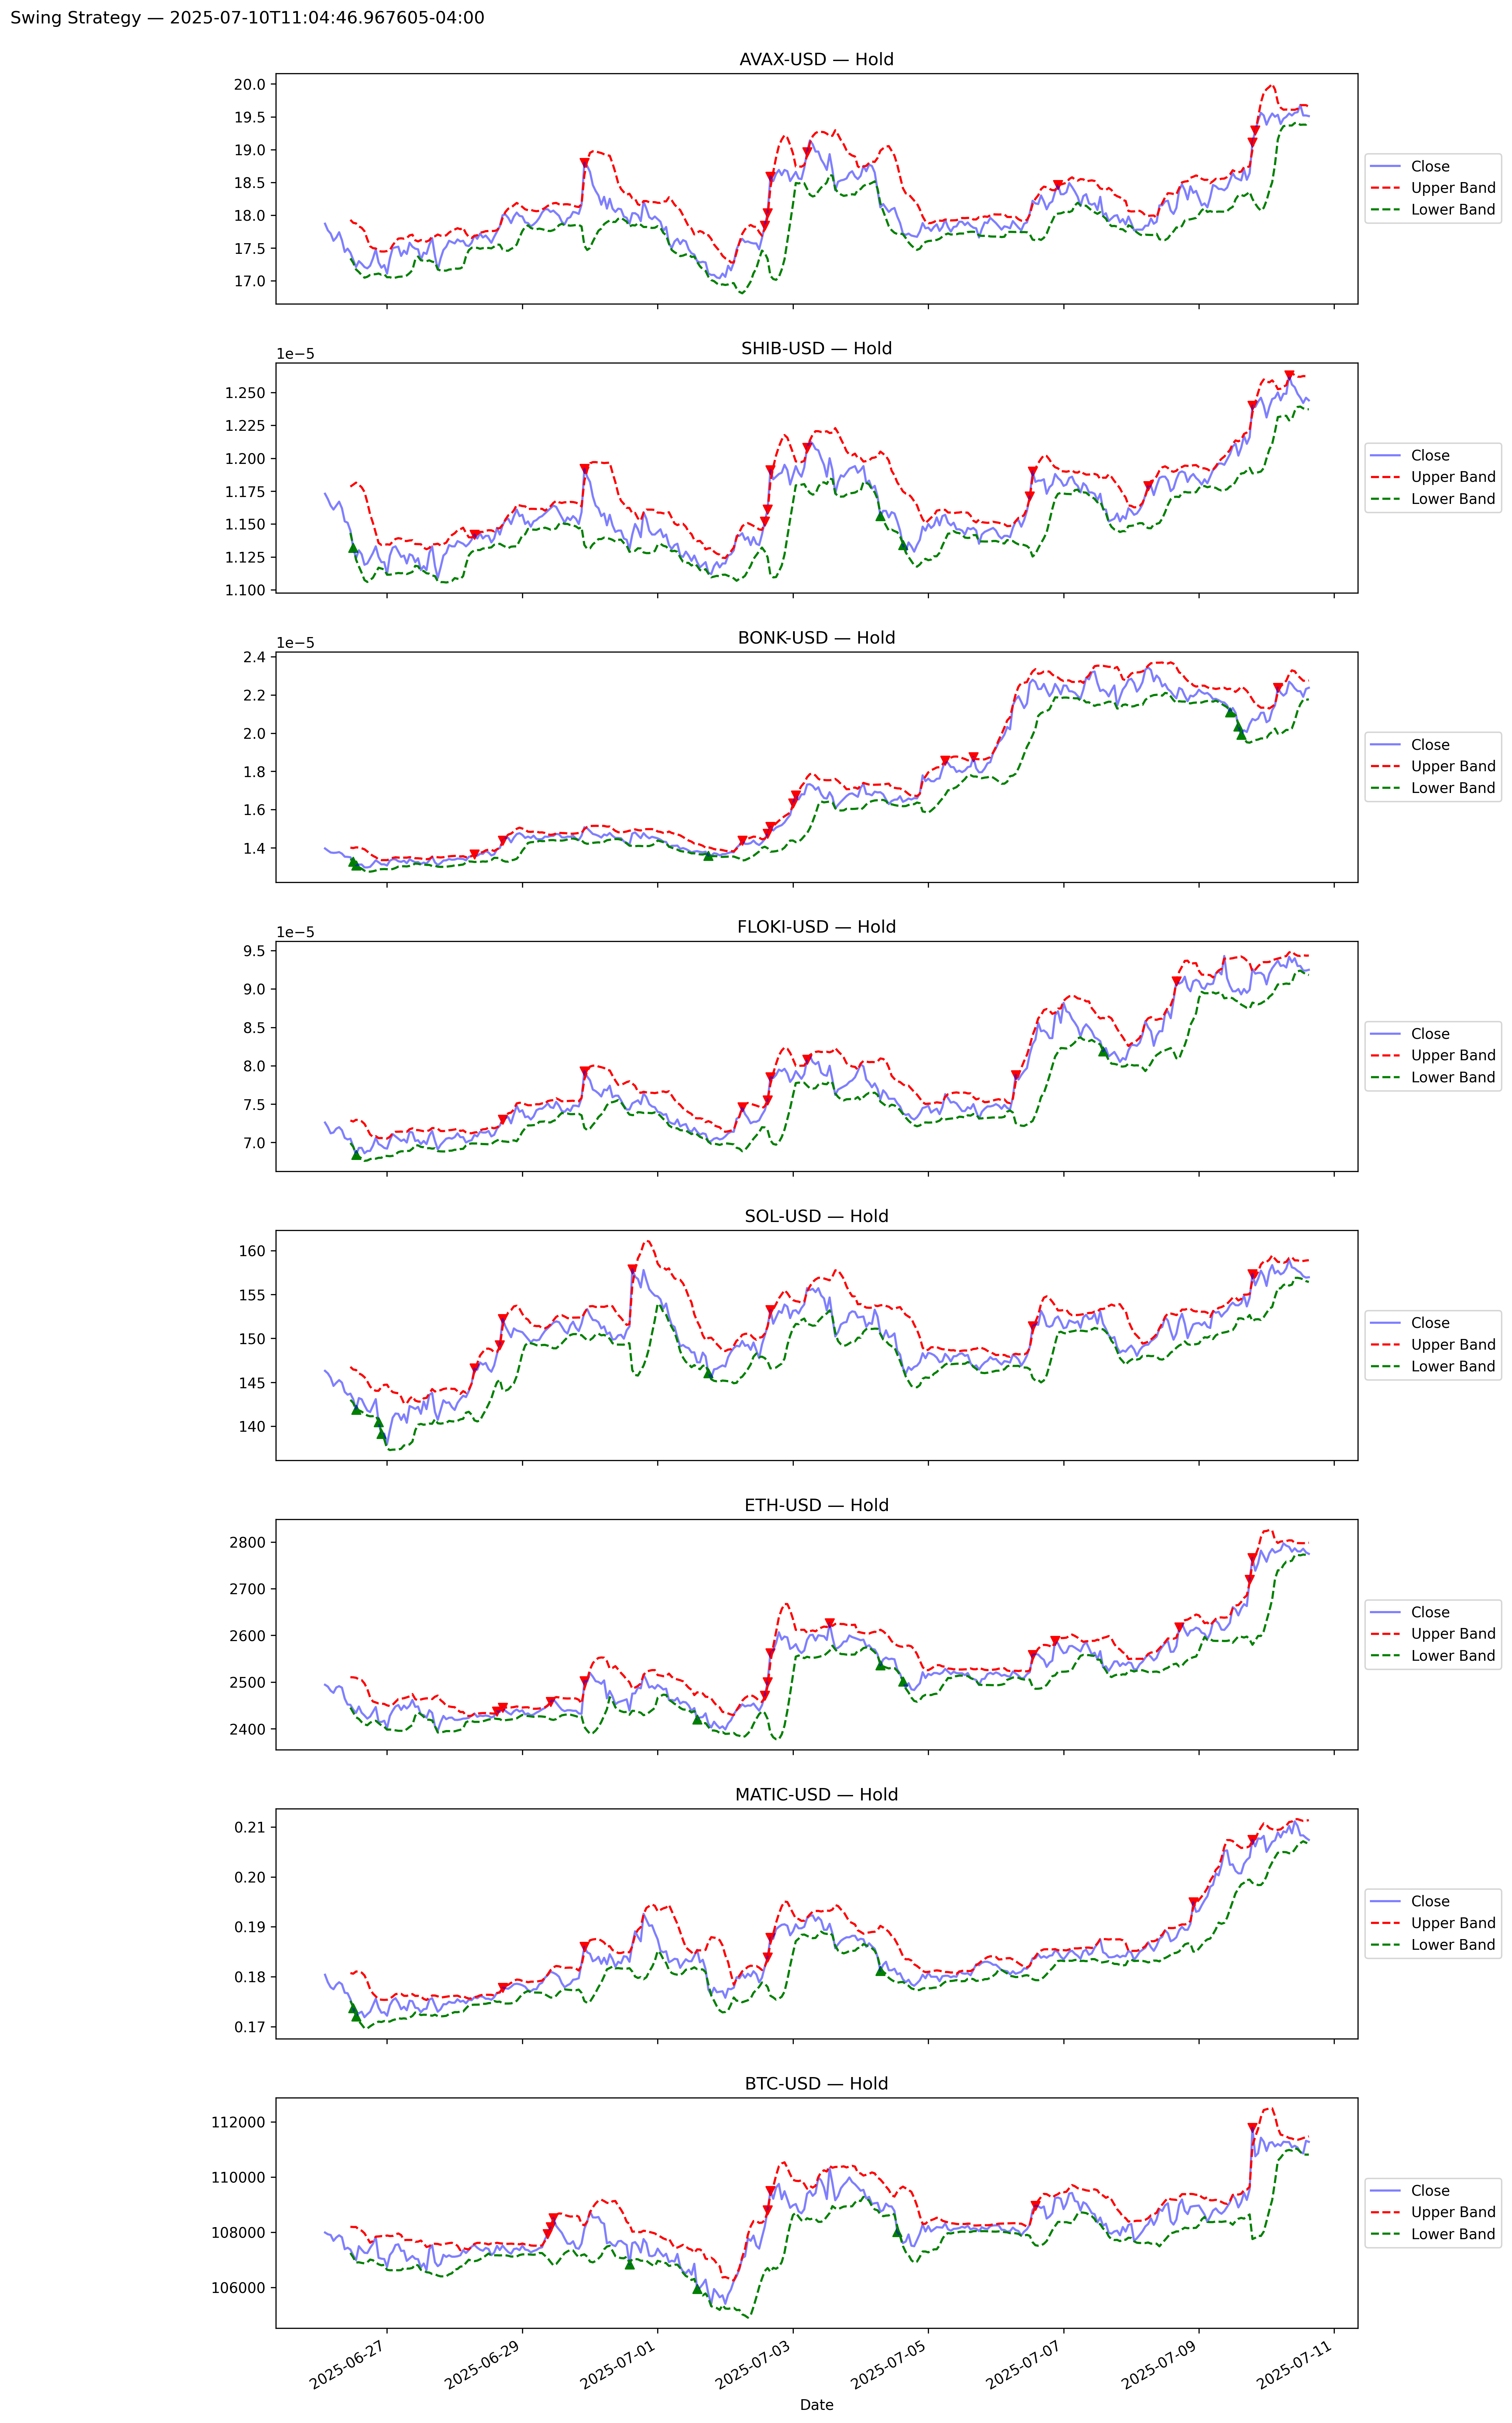 Swing Strategy — 2025-07-10T11:04:46.967605-04:00
AVAX-USD — Hold
20.0
19.5
19.0
18.5
18.0
17.5
17.0
Close
Upper Band
Lower Band
SHIB-USD — Hold
1e−5
1.250
1.225
1.200
1.175
1.150
1.125
1.100
Close
Upper Band
Lower Band
BONK-USD — Hold
1e−5
2.4
2.2
2.0
1.8
1.6
1.4
Close
Upper Band
Lower Band
FLOKI-USD — Hold
1e−5
9.5
9.0
8.5
8.0
7.5
7.0
Close
Upper Band
Lower Band
SOL-USD — Hold
160
155
150
145
140
Close
Upper Band
Lower Band
ETH-USD — Hold
2800
2700
2600
2500
2400
Close
Upper Band
Lower Band
MATIC-USD — Hold
0.21
0.20
0.19
0.18
0.17
Close
Upper Band
Lower Band
BTC-USD — Hold
112000
110000
108000
106000
Close
Upper Band
Lower Band
2025-06-27
2025-06-29
2025-07-01
2025-07-03
2025-07-05
2025-07-07
2025-07-09
2025-07-11
Date